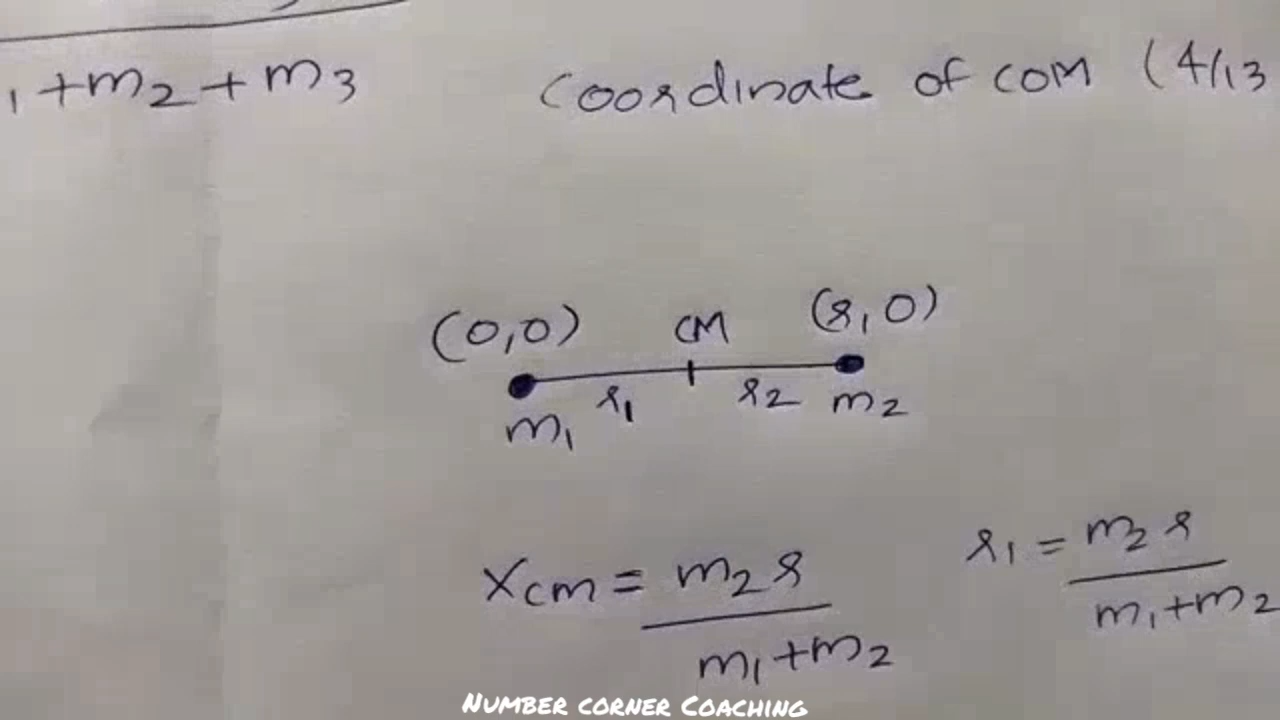 1 + m2 + m3
Coordinate of COM (4/13
(0,0) CM (r,0)
m1 r1 r2 m2
Xcm = m2 r / m1+m2
r1 = m2 r / m1+m2
NUMBER CORNER COACHING